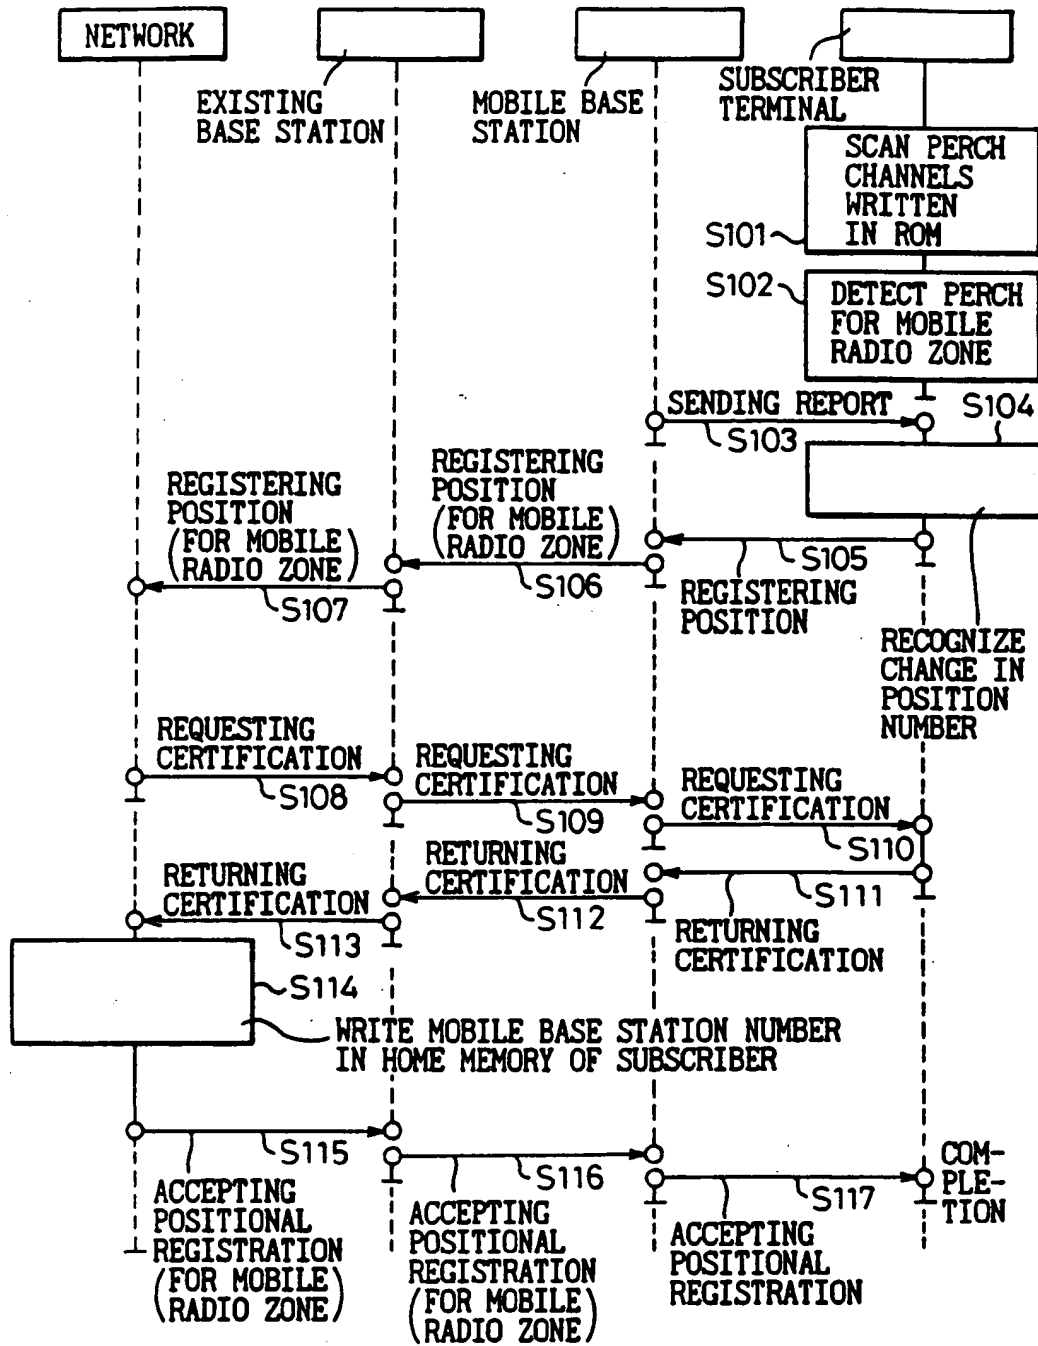 NETWORK
EXISTING
BASE STATION
MOBILE BASE
STATION
SUBSCRIBER
TERMINAL
SCAN PERCH
CHANNELS
WRITTEN
IN ROM
S101
S102
DETECT PERCH
FOR MOBILE
RADIO ZONE
SENDING REPORT
S103
S104
REGISTERING
POSITION
(FOR MOBILE
RADIO ZONE)
S107
REGISTERING
POSITION
(FOR MOBILE
RADIO ZONE)
S106
S105
REGISTERING
POSITION
RECOGNIZE
CHANGE IN
POSITION
NUMBER
REQUESTING
CERTIFICATION
S108
REQUESTING
CERTIFICATION
S109
REQUESTING
CERTIFICATION
S110
RETURNING
CERTIFICATION
S113
RETURNING
CERTIFICATION
S112
S111
RETURNING
CERTIFICATION
S114
WRITE MOBILE BASE STATION NUMBER
IN HOME MEMORY OF SUBSCRIBER
S115
ACCEPTING
POSITIONAL
REGISTRATION
(FOR MOBILE
RADIO ZONE)
S116
ACCEPTING
POSITIONAL
REGISTRATION
(FOR MOBILE
RADIO ZONE)
S117
ACCEPTING
POSITIONAL
REGISTRATION
COM-
PLE-
TION